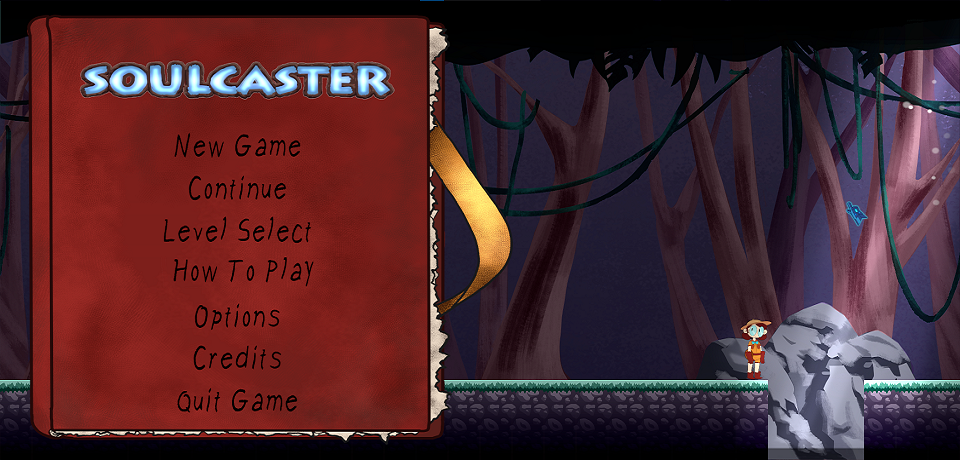 SOULCASTER
New Game
Continue
Level Select
How To Play
Options
Credits
Quit Game